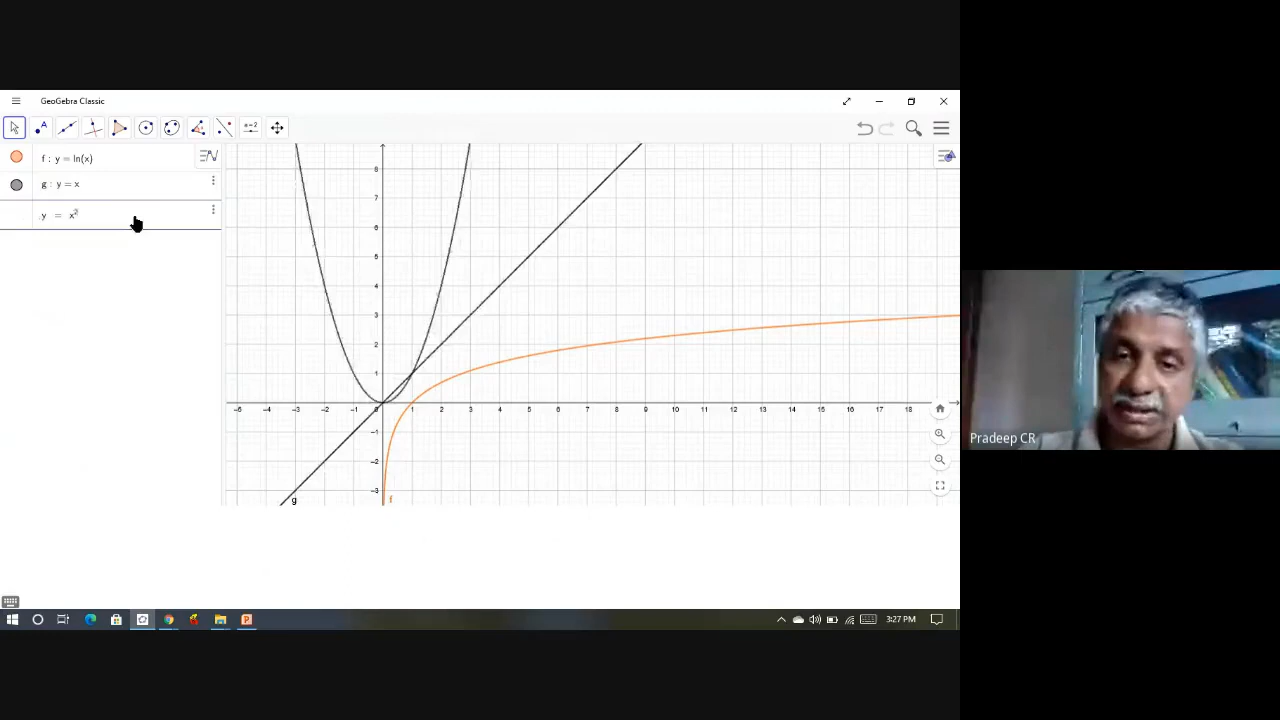 GeoGebra Classic
A
a=2
f : y = ln(x)
g : y = x
y = x²
8
7
6
5
4
3
2
1
0
−1
−2
−3
−5 −4 −3 −2 −1 1 2 3 4 5 6 7 8 9 10 11 12 13 14 15 16 17 18
g
f
Pradeep CR
3:27 PM